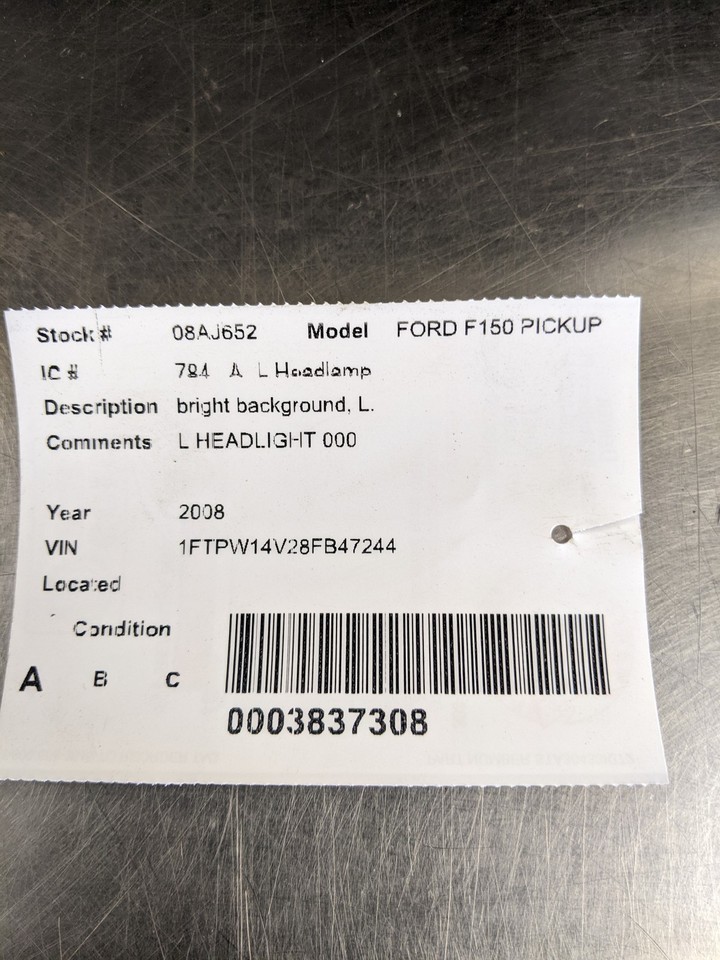 Stock # 08AJ652 Model FORD F150 PICKUP
IC # 784 A L Headlamp
Description bright background, L.
Comments L HEADLIGHT 000
Year 2008
VIN 1FTPW14V28FB47244
Located
Condition
A B C
0003837308